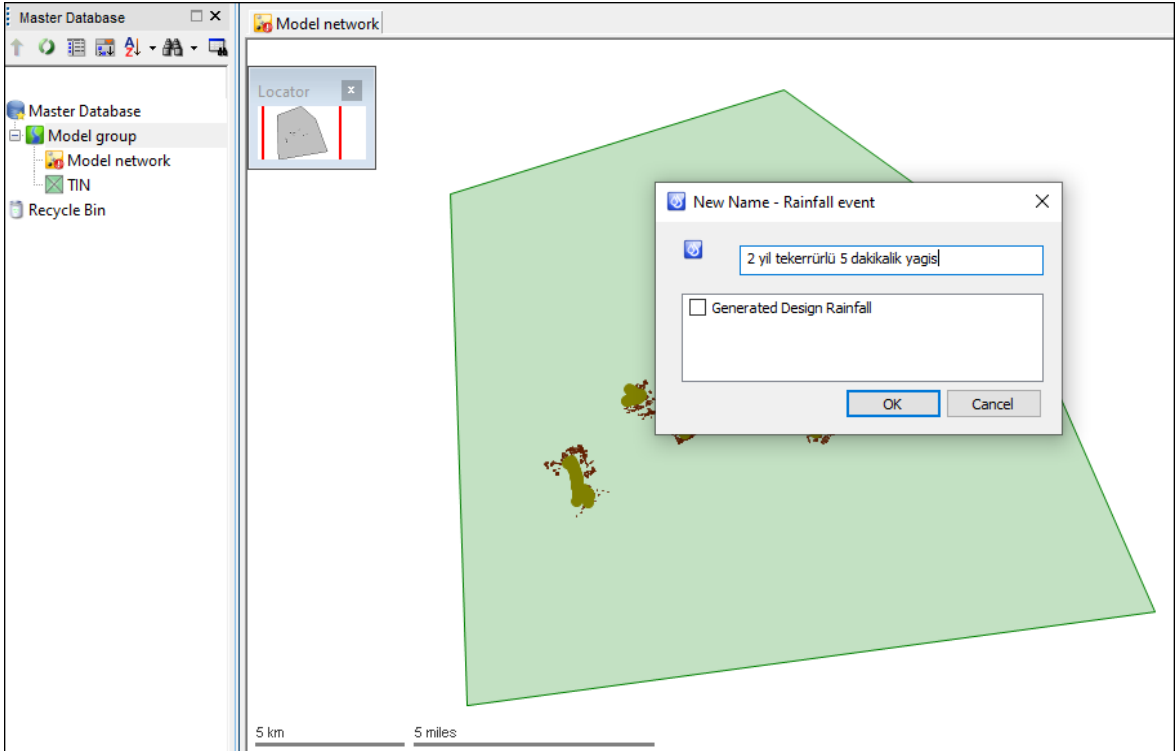 Master Database
Model network
Locator
x
Master Database
Model group
Model network
TIN
Recycle Bin
New Name - Rainfall event
2 yil tekerrürlü 5 dakikalik yagis
Generated Design Rainfall
OK
Cancel
5 km
5 miles